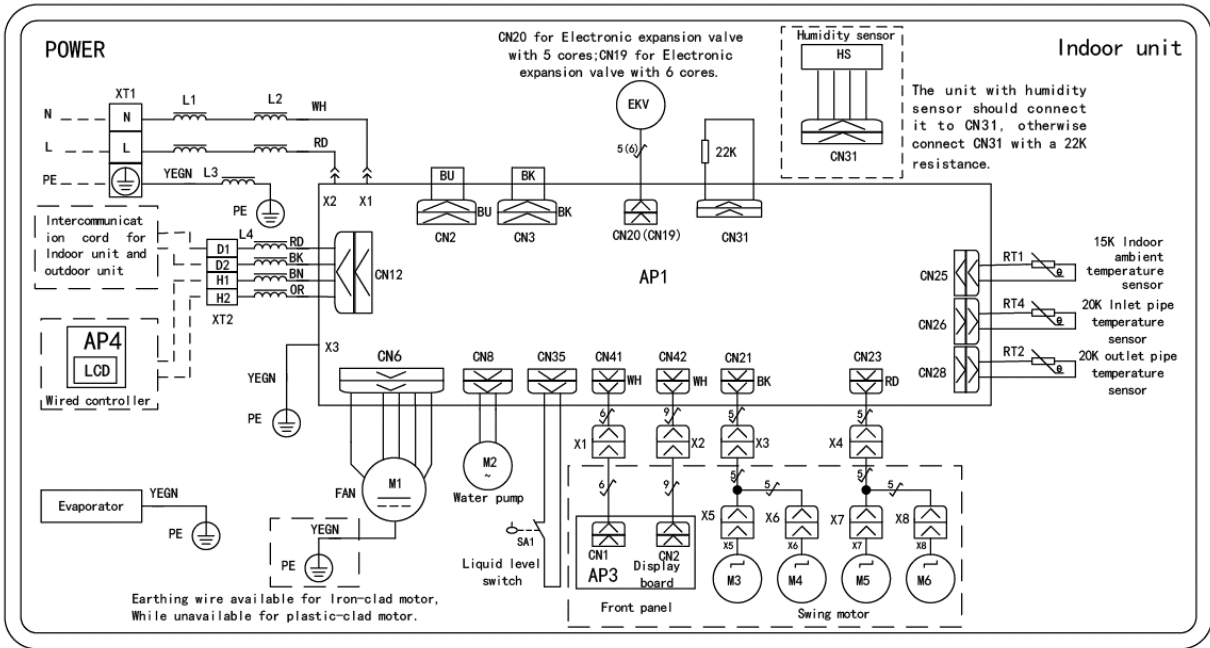 POWER
Indoor unit
CN20 for Electronic expansion valve
with 5 cores;CN19 for Electronic
expansion valve with 6 cores.
Humidity sensor
HS
CN31
The unit with humidity
sensor should connect
it to CN31, otherwise
connect CN31 with a 22K
resistance.
XT1
L1
L2
WH
N
N
L
L
RD
PE
YEGN
L3
PE
EKV
5(6)
22K
X2
X1
BU
BU
CN2
BK
BK
CN3
CN20(CN19)
CN31
AP1
Intercommunicat
ion cord for
Indoor unit and
outdoor unit
L4
D1
RD
D2
BK
H1
BN
H2
OR
XT2
CN12
CN25
RT1
θ
15K Indoor
ambient
temperature
sensor
CN26
RT4
θ
20K Inlet pipe
temperature
sensor
CN28
RT2
θ
20K outlet pipe
temperature
sensor
AP4
LCD
Wired controller
X3
YEGN
PE
CN6
CN8
CN35
CN41
WH
CN42
WH
CN21
BK
CN23
RD
6
9
5
5
X1
X2
X3
X4
FAN
M1
M2
~
Water pump
6
9
5
5
5
5
X5
X6
X7
X8
X5
X6
X7
X8
M3
M4
M5
M6
Swing motor
CN1
CN2
AP3
Display
board
Front panel
SA1
Liquid level
switch
Evaporator
YEGN
PE
YEGN
PE
Earthing wire available for Iron-clad motor,
While unavailable for plastic-clad motor.